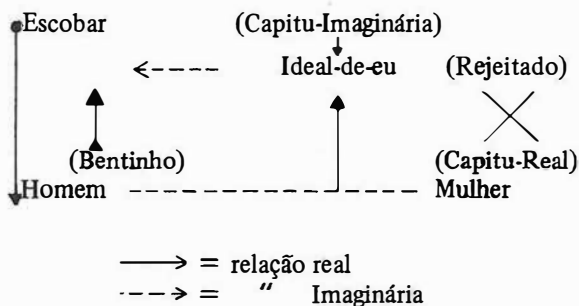 Escobar (Capitu-Imaginária)
Ideal-de-eu (Rejeitado)
(Bentinho) (Capitu-Real)
Homem Mulher
= relação real
= " Imaginária